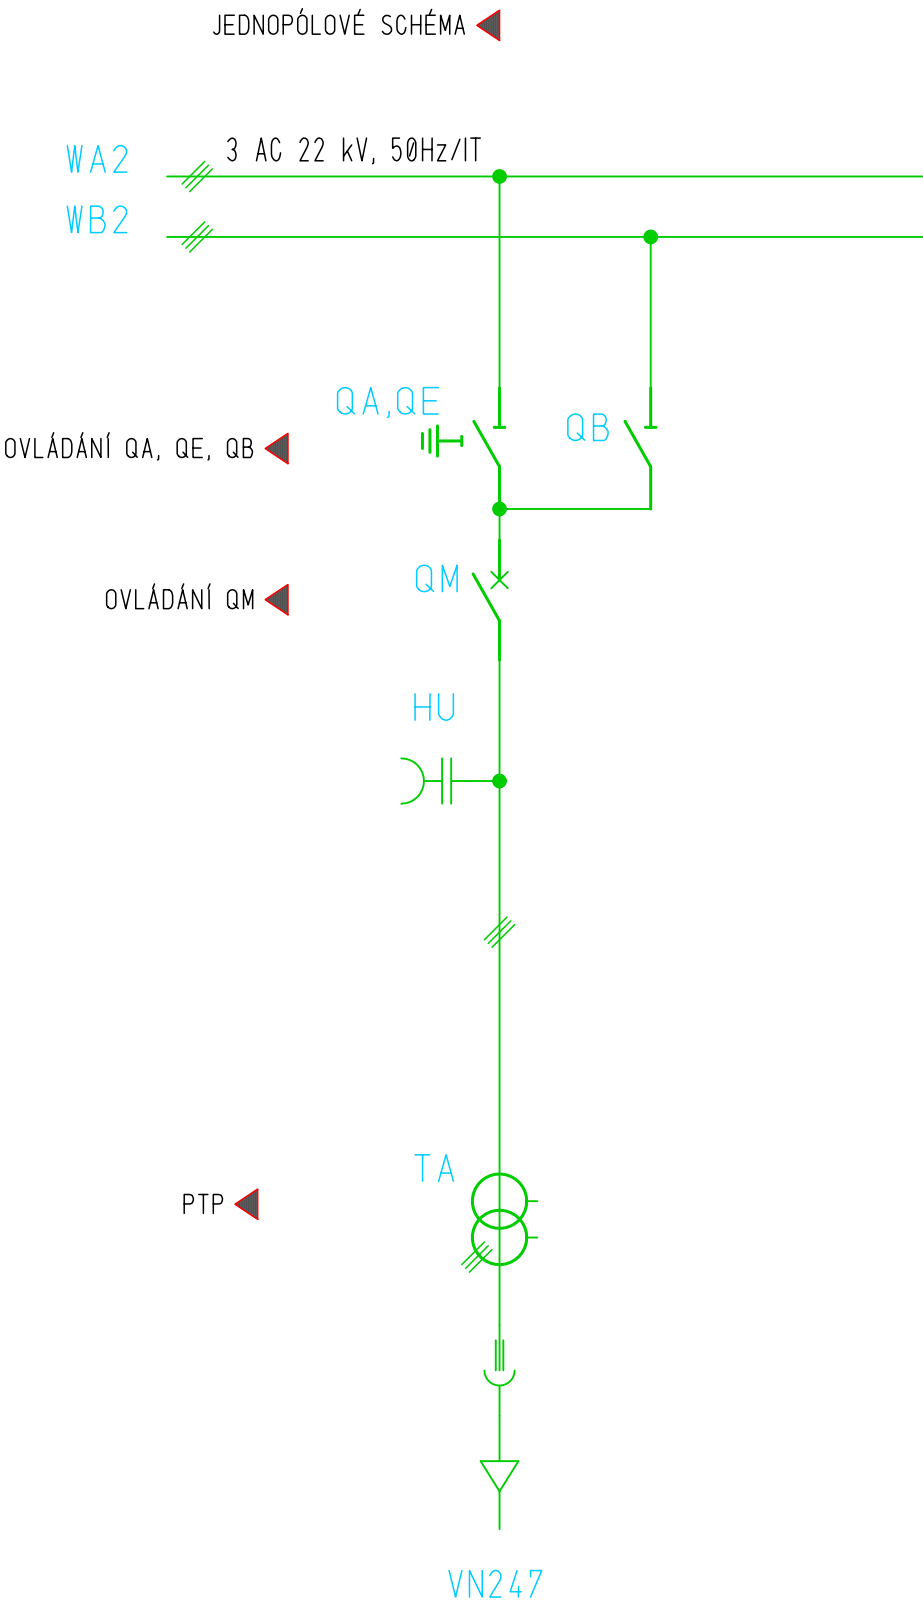 JEDNOPÓLOVÉ SCHÉMA
3 AC 22 kV, 50Hz/IT
WA2
WB2
QA,QE
QB
OVLÁDÁNÍ QA, QE, QB
QM
OVLÁDÁNÍ QM
HU
TA
PTP
VN247